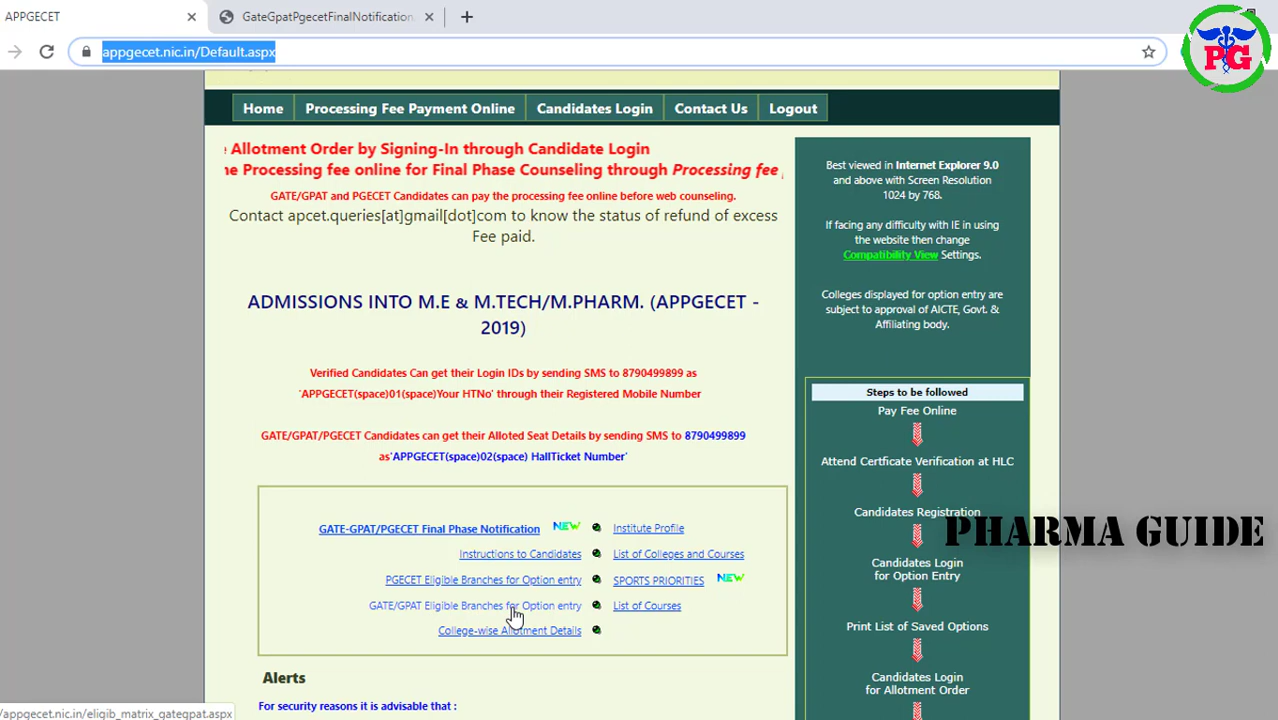 APPGECET
GateGpatPgecetFinalNotification
appgecet.nic.in/Default.aspx
PG
Home
Processing Fee Payment Online
Candidates Login
Contact Us
Logout
Allotment Order by Signing-In through Candidate Login
Processing fee online for Final Phase Counseling through Processing fee
GATE/GPAT and PGECET Candidates can pay the processing fee online before web counseling.
Contact apcet.queries[at]gmail[dot]com to know the status of refund of excess
Fee paid.
ADMISSIONS INTO M.E & M.TECH/M.PHARM. (APPGECET -
2019)
Verified Candidates Can get their Login IDs by sending SMS to 8790499899 as
'APPGECET(space)01(space)Your HTNo' through their Registered Mobile Number
GATE/GPAT/PGECET Candidates can get their Alloted Seat Details by sending SMS to 8790499899
as'APPGECET(space)02(space) HallTicket Number'
GATE-GPAT/PGECET Final Phase Notification NEW
Institute Profile
Instructions to Candidates
List of Colleges and Courses
PGECET Eligible Branches for Option entry
SPORTS PRIORITIES NEW
GATE/GPAT Eligible Branches for Option entry
List of Courses
College-wise Allotment Details
Alerts
For security reasons it is advisable that :
Best viewed in Internet Explorer 9.0
and above with Screen Resolution
1024 by 768.
If facing any difficulty with IE in using
the website then change
Compatibility View Settings.
Colleges displayed for option entry are
subject to approval of AICTE, Govt. &
Affiliating body.
Steps to be followed
Pay Fee Online
Attend Certficate Verification at HLC
Candidates Registration
Candidates Login
for Option Entry
Print List of Saved Options
Candidates Login
for Allotment Order
PHARMA GUIDE
/appgecet.nic.in/eligib_matrix_gategpat.aspx